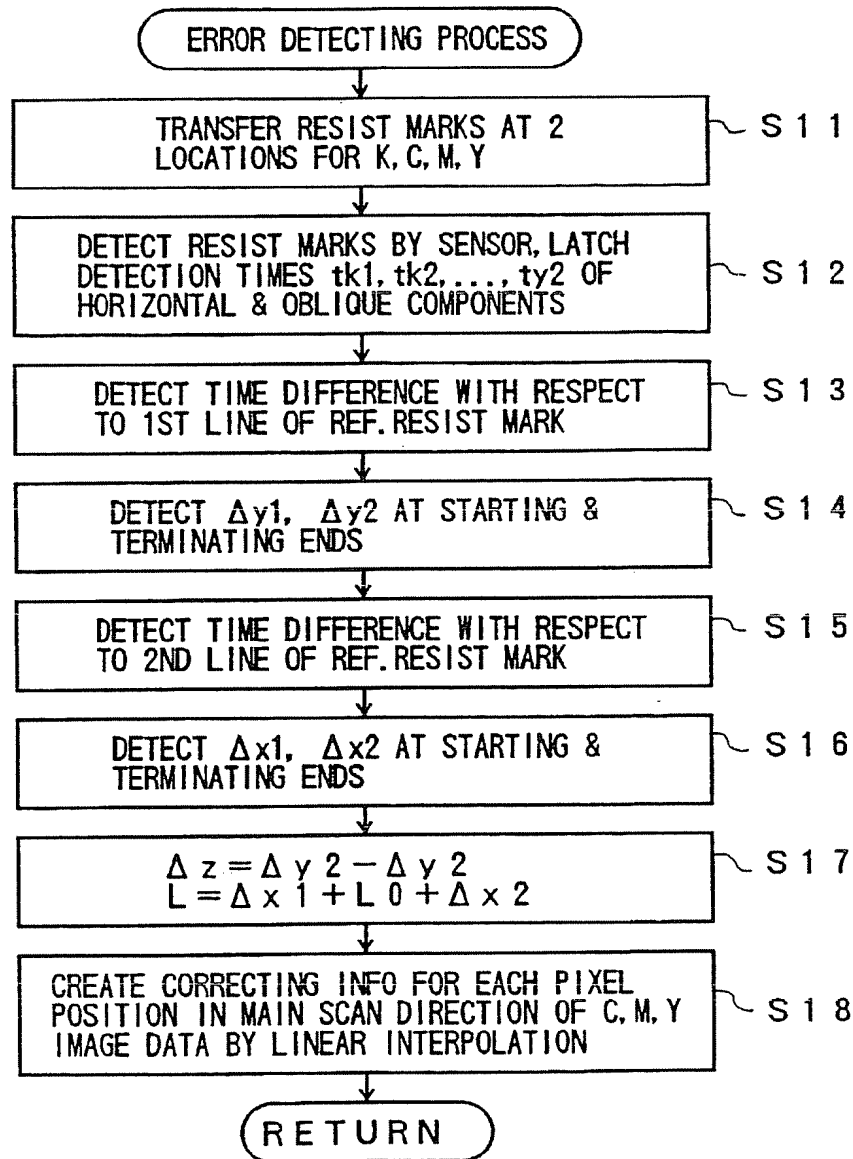 ERROR DETECTING PROCESS
TRANSFER RESIST MARKS AT 2
LOCATIONS FOR K, C, M, Y
S11
DETECT RESIST MARKS BY SENSOR, LATCH
DETECTION TIMES tk1, tk2, ..., ty2 OF
HORIZONTAL & OBLIQUE COMPONENTS
S12
DETECT TIME DIFFERENCE WITH RESPECT
TO 1ST LINE OF REF. RESIST MARK
S13
DETECT Δy1, Δy2 AT STARTING &
TERMINATING ENDS
S14
DETECT TIME DIFFERENCE WITH RESPECT
TO 2ND LINE OF REF. RESIST MARK
S15
DETECT Δx1, Δx2 AT STARTING &
TERMINATING ENDS
S16
Δz=Δy2-Δy2
L=Δx1+L0+Δx2
S17
CREATE CORRECTING INFO FOR EACH PIXEL
POSITION IN MAIN SCAN DIRECTION OF C, M, Y
IMAGE DATA BY LINEAR INTERPOLATION
S18
RETURN